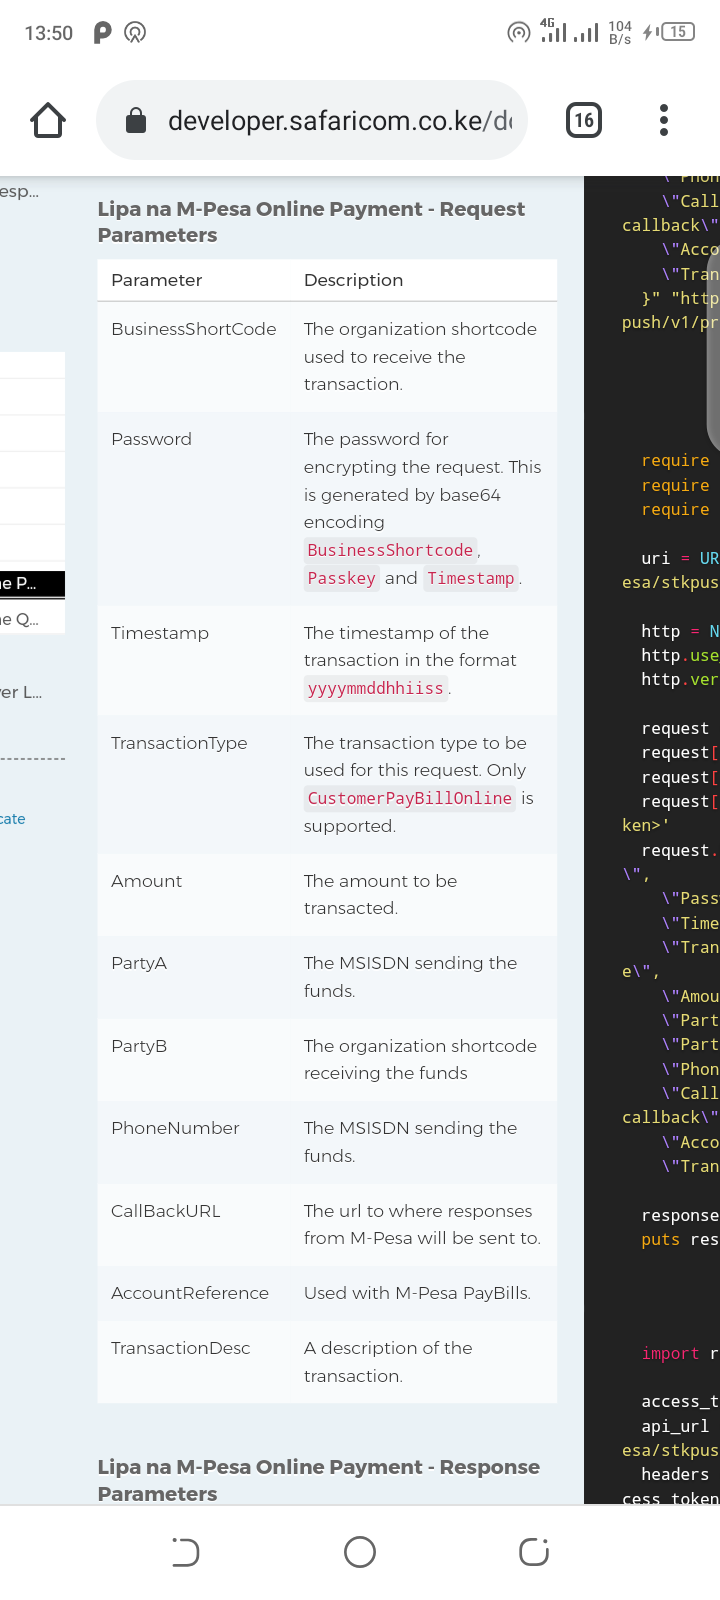 13:50
4G
104
B/s
15
developer.safaricom.co.ke/d
16
esp...
e P...
e Q...
er L...
cate
Lipa na M-Pesa Online Payment - Request
Parameters
Parameter Description
BusinessShortCode The organization shortcode
used to receive the
transaction.
Password The password for
encrypting the request. This
is generated by base64
encoding
BusinessShortcode,
Passkey and Timestamp.
Timestamp The timestamp of the
transaction in the format
yyyymmddhhiiss.
TransactionType The transaction type to be
used for this request. Only
CustomerPayBillOnline is
supported.
Amount The amount to be
transacted.
PartyA The MSISDN sending the
funds.
PartyB The organization shortcode
receiving the funds
PhoneNumber The MSISDN sending the
funds.
CallBackURL The url to where responses
from M-Pesa will be sent to.
AccountReference Used with M-Pesa PayBills.
TransactionDesc A description of the
transaction.
Lipa na M-Pesa Online Payment - Response
Parameters
\"Phon
\"Call
callback\"
\"Acco
\"Tran
}" "http
push/v1/pr
require
require
require
uri = UR
esa/stkpus
http = N
http.use
http.ver
request
request[
request[
request[
ken>'
request.
\",
\"Pass
\"Time
\"Tran
e\",
\"Amou
\"Part
\"Part
\"Phon
\"Call
callback\"
\"Acco
\"Tran
response
puts res
import r
access_t
api_url
esa/stkpus
headers
cess_token